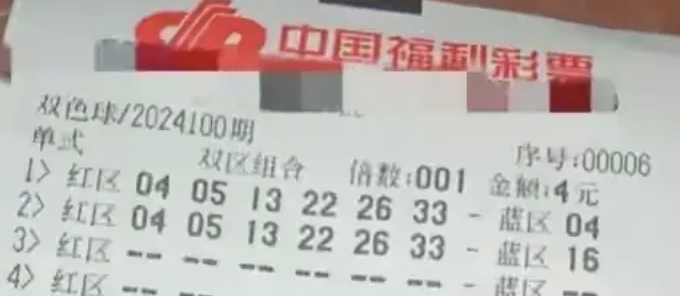 中国福利彩票
双色球/2024100期 序号:00006
单式 双区组合 倍数:001 金额:4元
1> 红区 04 05 13 22 26 33 - 蓝区 04
2> 红区 04 05 13 22 26 33 - 蓝区 16
3> 红区 -- -- -- -- -- -- - 蓝区 --
4> 红区 -- -- -- -- -- -- - 蓝区 --